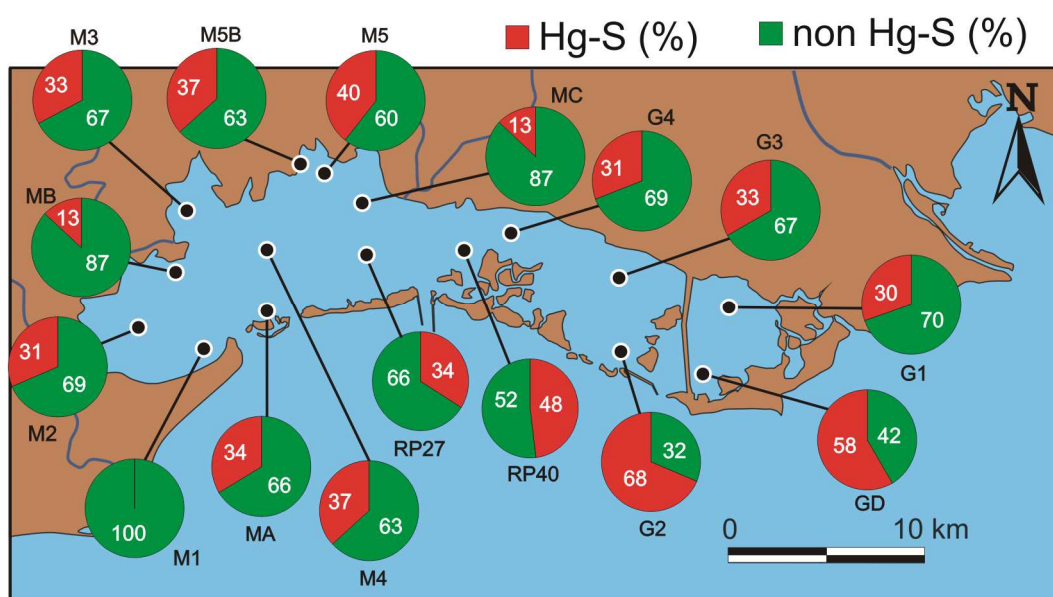 Hg-S (%) non Hg-S (%)
M3
33
67
M5B
37
63
M5
40
60
MC
13
87
G4
31
69
G3
33
67
N
MB
13
87
30
70
G1
31
69
M2
66
34
RP27
52
48
RP40
68
32
G2
58
42
GD
34
66
MA
37
63
M4
100
M1
0 10 km